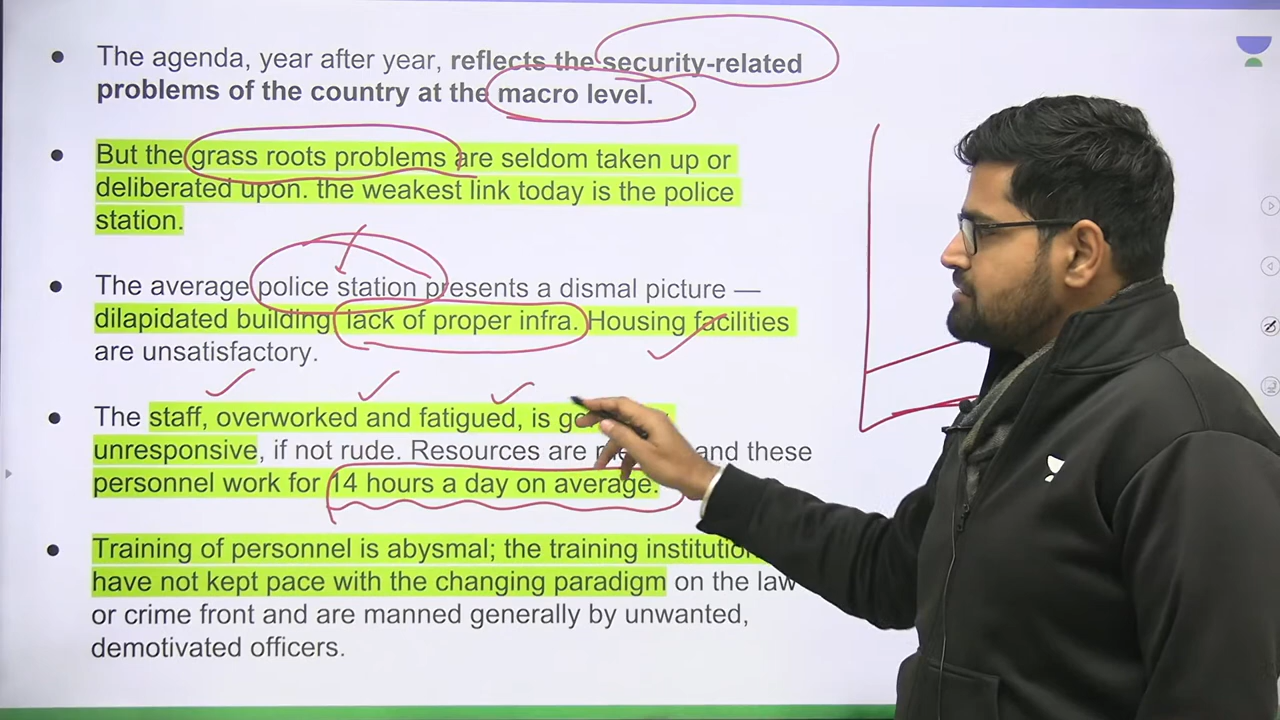 The agenda, year after year, reflects the security-related
problems of the country at the macro level.
But the grass roots problems are seldom taken up or
deliberated upon. the weakest link today is the police
station.
The average police station presents a dismal picture —
dilapidated building lack of proper infra. Housing facilities
are unsatisfactory.
The staff, overworked and fatigued, is
unresponsive, if not rude. Resources are and these
personnel work for 14 hours a day on average.
Training of personnel is abysmal; the training
have not kept pace with the changing paradigm on the law
or crime front and are manned generally by unwanted,
demotivated officers.